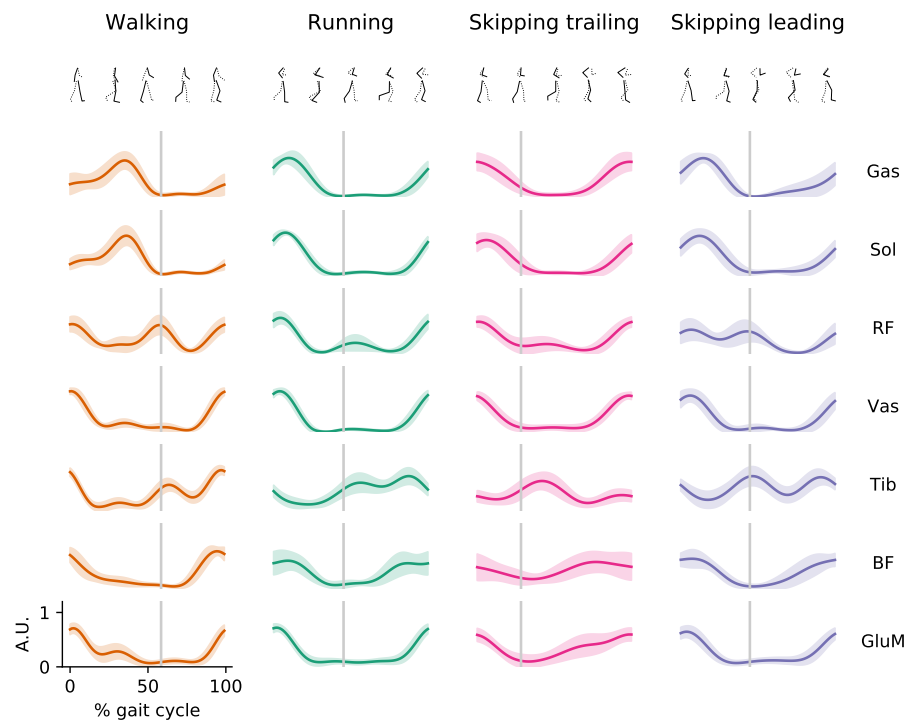 Walking Running Skipping trailing Skipping leading
Gas
Sol
RF
Vas
Tib
BF
GluM
A.U.
1
0
0 50 100
% gait cycle